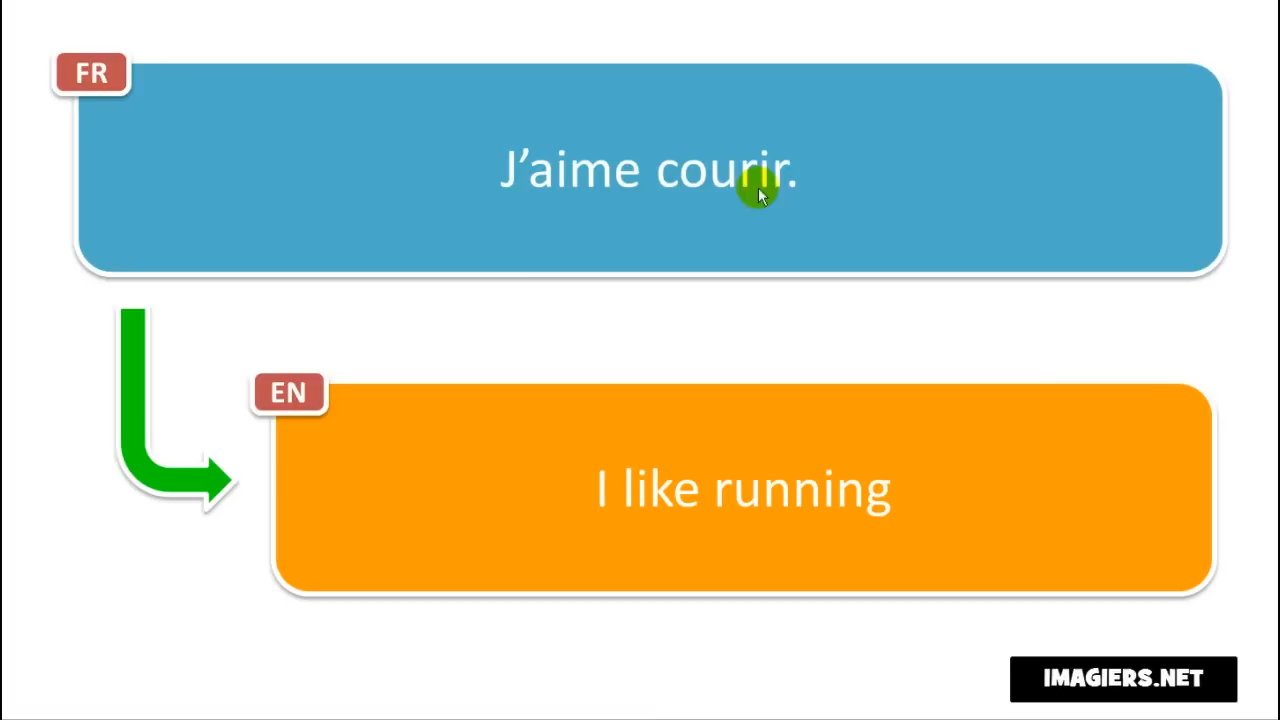 FR
J’aime courir.
EN
I like running
IMAGIERS.NET